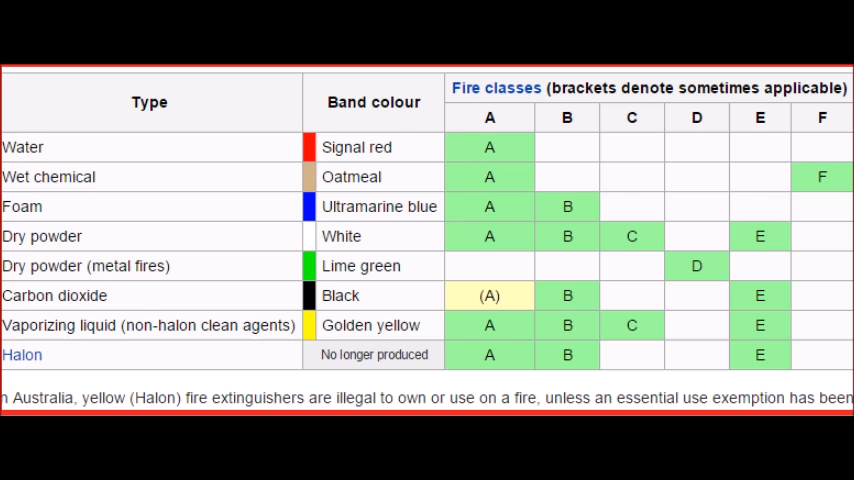 Type Band colour Fire classes (brackets denote sometimes applicable)
A B C D E F
Water Signal red A
Wet chemical Oatmeal A F
Foam Ultramarine blue A B
Dry powder White A B C E
Dry powder (metal fires) Lime green D
Carbon dioxide Black (A) B E
Vaporizing liquid (non-halon clean agents) Golden yellow A B C E
Halon No longer produced A B E
n Australia, yellow (Halon) fire extinguishers are illegal to own or use on a fire, unless an essential use exemption has been